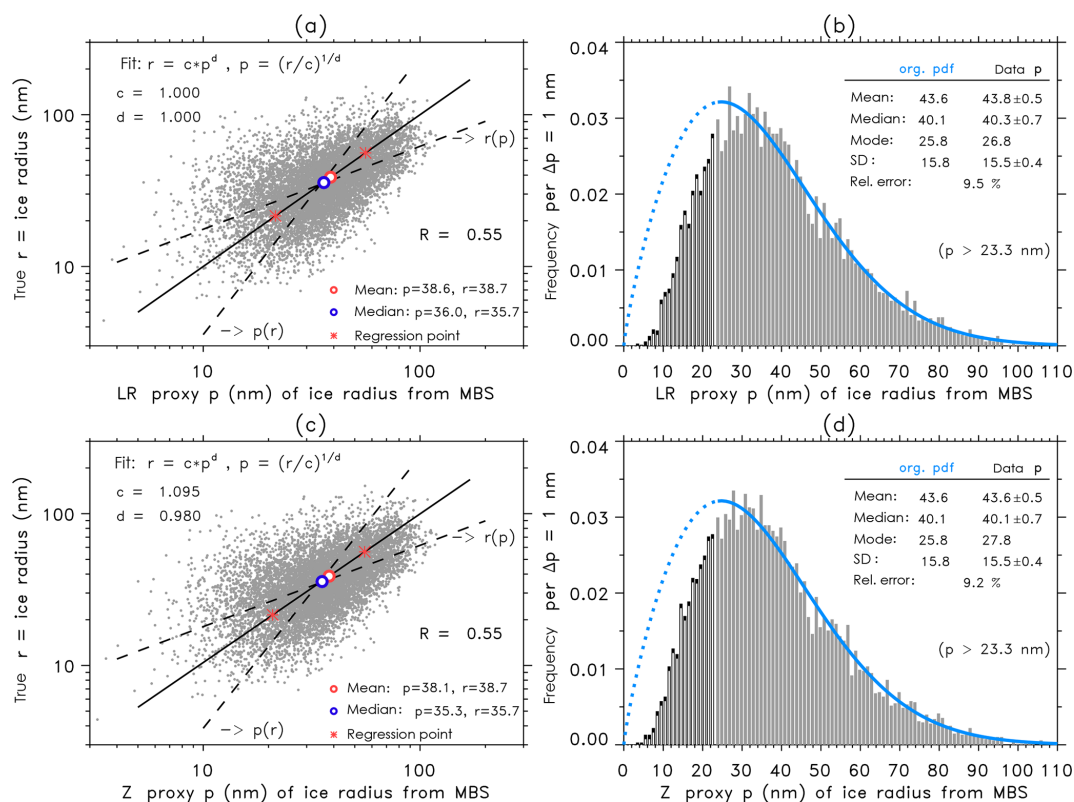 (a)
Fit: r = c*p^d , p = (r/c)^1/d
c = 1.000
d = 1.000
-> r(p)
R = 0.55
Mean: p=38.6, r=38.7
Median: p=36.0, r=35.7
Regression point
-> p(r)
True r = ice radius (nm)
100
10
10
100
LR proxy p (nm) of ice radius from MBS
(b)
org. pdf Data p
Mean: 43.6 43.8±0.5
Median: 40.1 40.3±0.7
Mode: 25.8 26.8
SD : 15.8 15.5±0.4
Rel. error: 9.5 %
(p > 23.3 nm)
Frequency per Δp = 1 nm
0.04
0.03
0.02
0.01
0.00
0 10 20 30 40 50 60 70 80 90 100 110
LR proxy p (nm) of ice radius from MBS
(c)
Fit: r = c*p^d , p = (r/c)^1/d
c = 1.095
d = 0.980
-> r(p)
R = 0.55
Mean: p=38.1, r=38.7
Median: p=35.3, r=35.7
Regression point
-> p(r)
True r = ice radius (nm)
100
10
10
100
Z proxy p (nm) of ice radius from MBS
(d)
org. pdf Data p
Mean: 43.6 43.6±0.5
Median: 40.1 40.1±0.7
Mode: 25.8 27.8
SD: 15.8 15.5±0.4
Rel. error: 9.2 %
(p > 23.3 nm)
Frequency per Δp = 1 nm
0.04
0.03
0.02
0.01
0.00
0 10 20 30 40 50 60 70 80 90 100 110
Z proxy p (nm) of ice radius from MBS